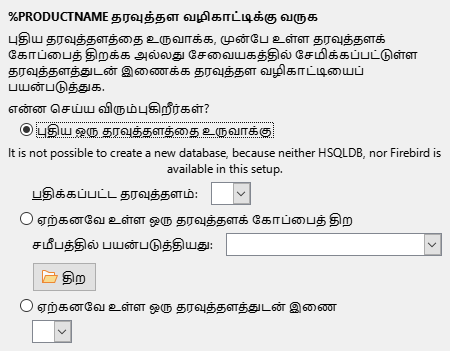 %PRODUCTNAME தரவுத்தள வழிகாட்டிக்கு வருக
புதிய தரவுத்தளத்தை உருவாக்க, முன்பே உள்ள தரவுத்தளக்
கோப்பைத் திறக்க அல்லது சேவையகத்தில் சேமிக்கப்பட்டுள்ள
தரவுத்தளத்துடன் இணைக்க தரவுத்தள வழிகாட்டியைப்
பயன்படுத்துக.
என்ன செய்ய விரும்புகிறீர்கள்?
புதிய ஒரு தரவுத்தளத்தை உருவாக்கு
It is not possible to create a new database, because neither HSQLDB, nor Firebird is
available in this setup.
பதிக்கப்பட்ட தரவுத்தளம்:
ஏற்கனவே உள்ள ஒரு தரவுத்தளக் கோப்பைத் திற
சமீபத்தில் பயன்படுத்தியது:
திற
ஏற்கனவே உள்ள ஒரு தரவுத்தளத்துடன் இணை